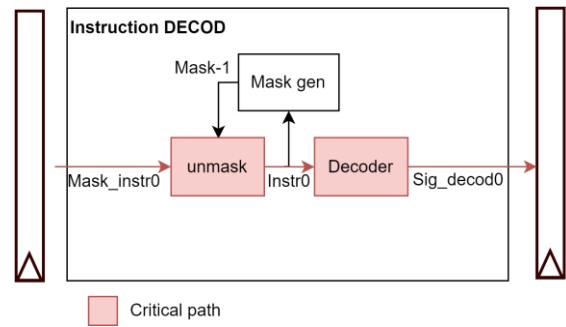 Instruction DECOD
Mask-1
Mask gen
unmask
Decoder
Mask_instr0
Instr0
Sig_decod0
Critical path